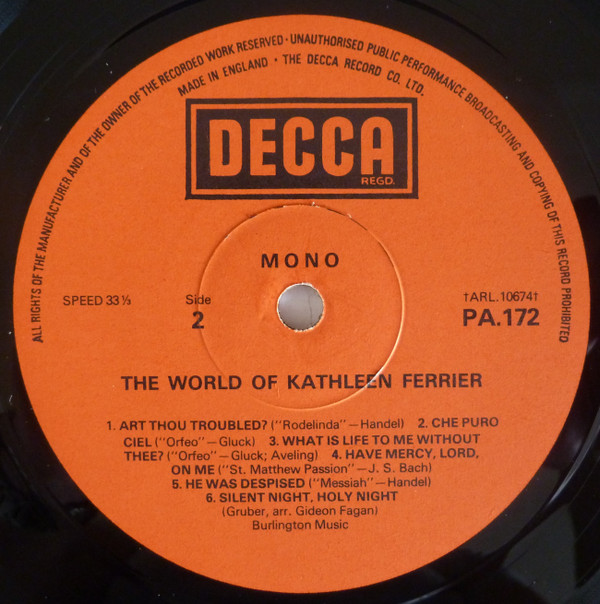 ALL RIGHTS OF THE MANUFACTURER AND OF THE OWNER OF THE RECORDED WORK RESERVED · UNAUTHORISED PUBLIC PERFORMANCE BROADCASTING AND COPYING OF THIS RECORD PROHIBITED
MADE IN ENGLAND · THE DECCA RECORD CO. LTD.
DECCA
REGD.
MONO
SPEED 33⅓ Side †ARL.10674†
2 PA.172
THE WORLD OF KATHLEEN FERRIER
1. ART THOU TROUBLED? ("Rodelinda"—Handel) 2. CHE PURO
CIEL ("Orfeo"—Gluck) 3. WHAT IS LIFE TO ME WITHOUT
THEE? ("Orfeo"—Gluck; Aveling) 4. HAVE MERCY, LORD,
ON ME ("St. Matthew Passion"—J. S. Bach)
5. HE WAS DESPISED ("Messiah"—Handel)
6. SILENT NIGHT, HOLY NIGHT
(Gruber, arr. Gideon Fagan)
Burlington Music